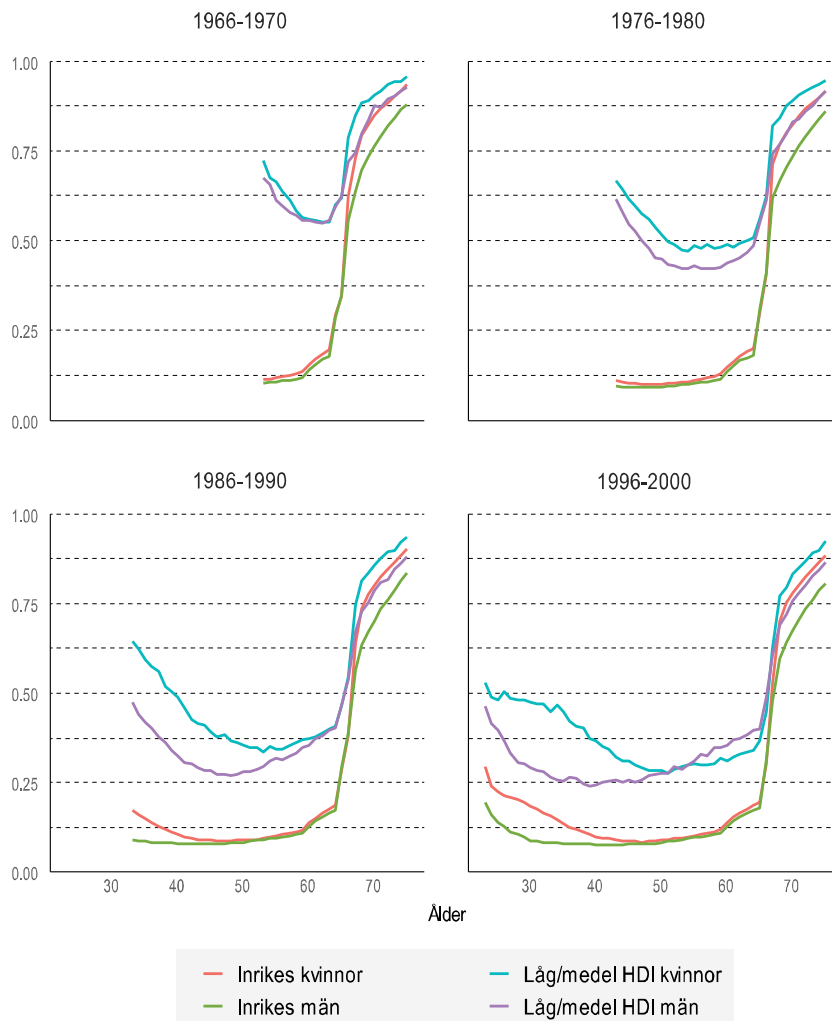 1966-1970
1976-1980
1.00
0.75
0.50
0.25
0.00
1986-1990
1996-2000
1.00
0.75
0.50
0.25
0.00
30 40 50 60 70
30 40 50 60 70
Ålder
Inrikes kvinnor
Låg/medel HDI kvinnor
Inrikes män
Låg/medel HDI män